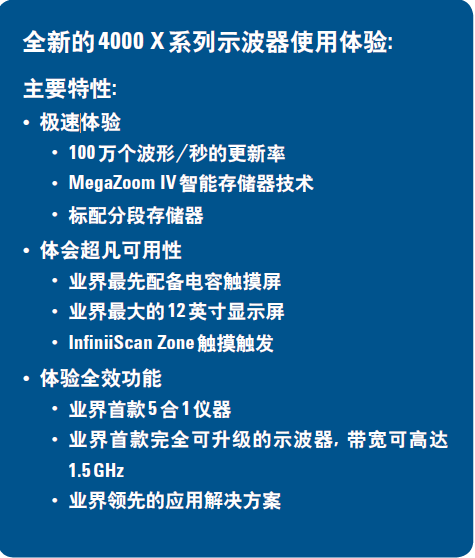 全新的4000 X系列示波器使用体验:
主要特性:
• 极速体验
• 100万个波形/秒的更新率
• MegaZoom IV智能存储器技术
• 标配分段存储器
• 体会超凡可用性
• 业界最先配备电容触摸屏
• 业界最大的12英寸显示屏
• InfiniiScan Zone触摸触发
• 体验全效功能
• 业界首款5合1仪器
• 业界首款完全可升级的示波器, 带宽可高达
1.5 GHz
• 业界领先的应用解决方案